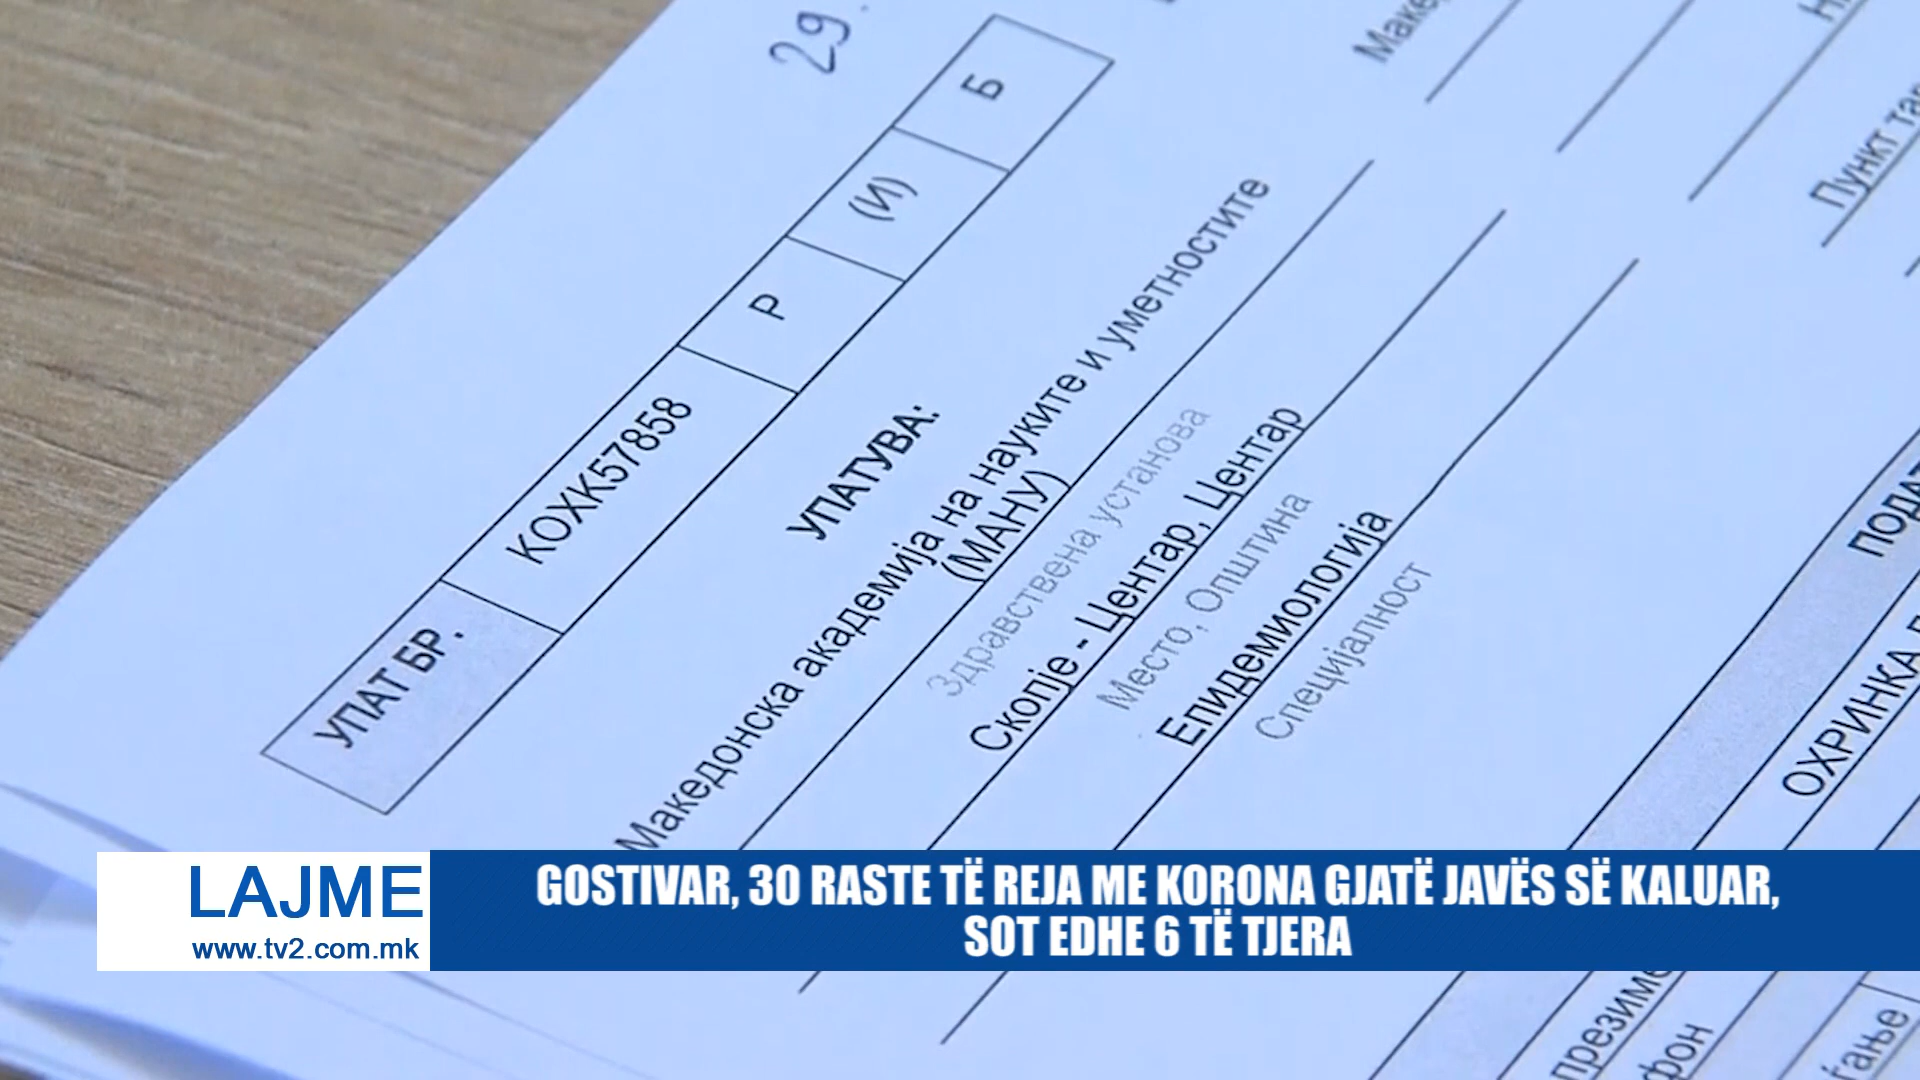 29.
УПАТ БР.
КОХК57858
Р
(И)
Б
УПАТУВА:
Македонска академија на науките и уметностите
(МАНУ)
Здравствена установа
Скопје - Центар, Центар
Место, Општина
Епидемиологија
Специјалност
Пункт
ОХРИНКА
LAJME
www.tv2.com.mk
GOSTIVAR, 30 RASTE TË REJA ME KORONA GJATË JAVËS SË KALUAR,
SOT EDHE 6 TË TJERA